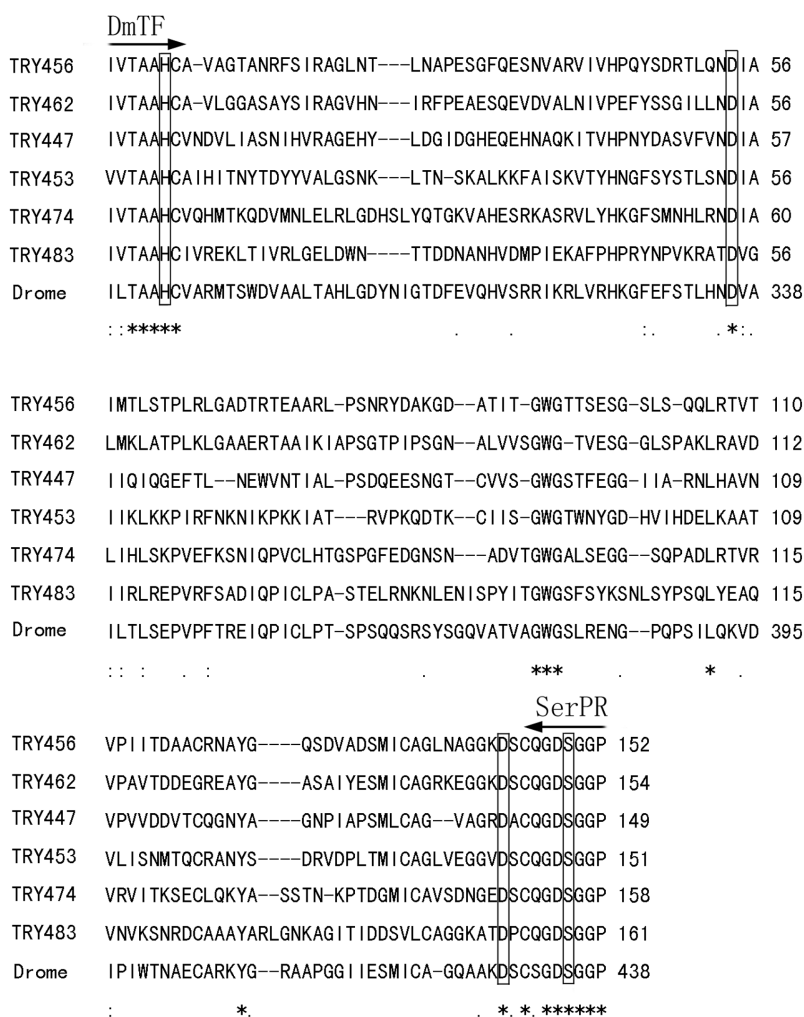 DmTF
TRY456 IVTAAHCA-VAGTANRFSIRAGLNT---LNAPESGFQESNVARVIVHPQYSDRTLQNDIA 56
TRY462 IVTAAHCA-VLGGASAYSIRAGVHN---IRFPEAESQEVDVALNIVHPEFYSSGILLNDIA 56
TRY447 IVTAAHCVNDVLIASNIHVRAGEHY---LDGIDGHEQEHNAQKITVHPNYDASVFVNDIA 57
TRY453 VVTAAHCAIHITNYTDYYVALGSNK---LTN-SKALKKFAISKVTYHNGFSYSTLSNDIA 56
TRY474 IVTAAHCVQHMTKQDVMNLELRLGDHSLYQTGKVAHESRKASRVLYHKGFSMNHLRNDIA 60
TRY483 IVTAAHCIVREKLTIVRLGELDWN----TTDDNANHVDMPIEKAFPHPRYNPVKRATDVG 56
Drome ILTAAHCVARMTSWDVAALTAHLGDYNIGTDFEVQHVSRRIKRLVRHKGFEFSTLHNDVA 338
::***** . . :. *:.
TRY456 IMTLSTPLRLGADTRTEAARL-PSNRYDAKGD--ATIT-GWGTTSESG-SLS-QQLRTVT 110
TRY462 LMKLATPLKLGAAERTAAIKIAPSGTPIPSGN--ALVVSGWG-TVESG-GLSPAKLRAVD 112
TRY447 IIQIQGEFTL--NEWVNTIAL-PSDQEESNGT--CVVS-GWGSTFEGG-IIA-RNLHAVN 109
TRY453 IIKLKKPIRFNKNIKPKKIAT---RVPKQDTK--CIIS-GWGTWNYGD-HVIHDELKAAT 109
TRY474 LIHLSKPVEFKSNIQPVCLHTGSPGFEDGNSN---ADVTGWGALSEGG--SQPADLRTVR 115
TRY483 IIRLREPVRFSADIQPICLPA-STELRNKNLENISPYITGWGSFSYKSNLSYPSQLYEAQ 115
Drome ILTLSEPVPFTREIQPICLPT-SPSQQSRSYSGQVATVAGWGSLRENG--PQPSILQKVD 395
:: : . : . *** . * .
SerPR
TRY456 VPIITDAACRNAYG----QSDVADSMICAGLNAGGKDSCQGDSGGP 152
TRY462 VPAVTDDEGREAYG----ASAIYESMICAGRKEGGKDSCQGDSGGP 154
TRY447 VPVVDDVTCQGNYA----GNPIAPSMLCAG--VAGRDACQGDSGGP 149
TRY453 VLISNMTQCRANYS----DRVDPLTMICAGLVEGGVDSCQGDSGGP 151
TRY474 VRVITKSECLQKYA--SSTN-KPTDGMICAVSDNGEDSCQGDSGGP 158
TRY483 VNVKSNRDCAAAYARLGNKAGITIDDSVLCAGGKATDPCQGDSGGP 161
Drome IPIWTNAECARKYG--RAAPGGIIESMICA-GQAAKDSCSGDSGGP 438
: *. . *.*.******